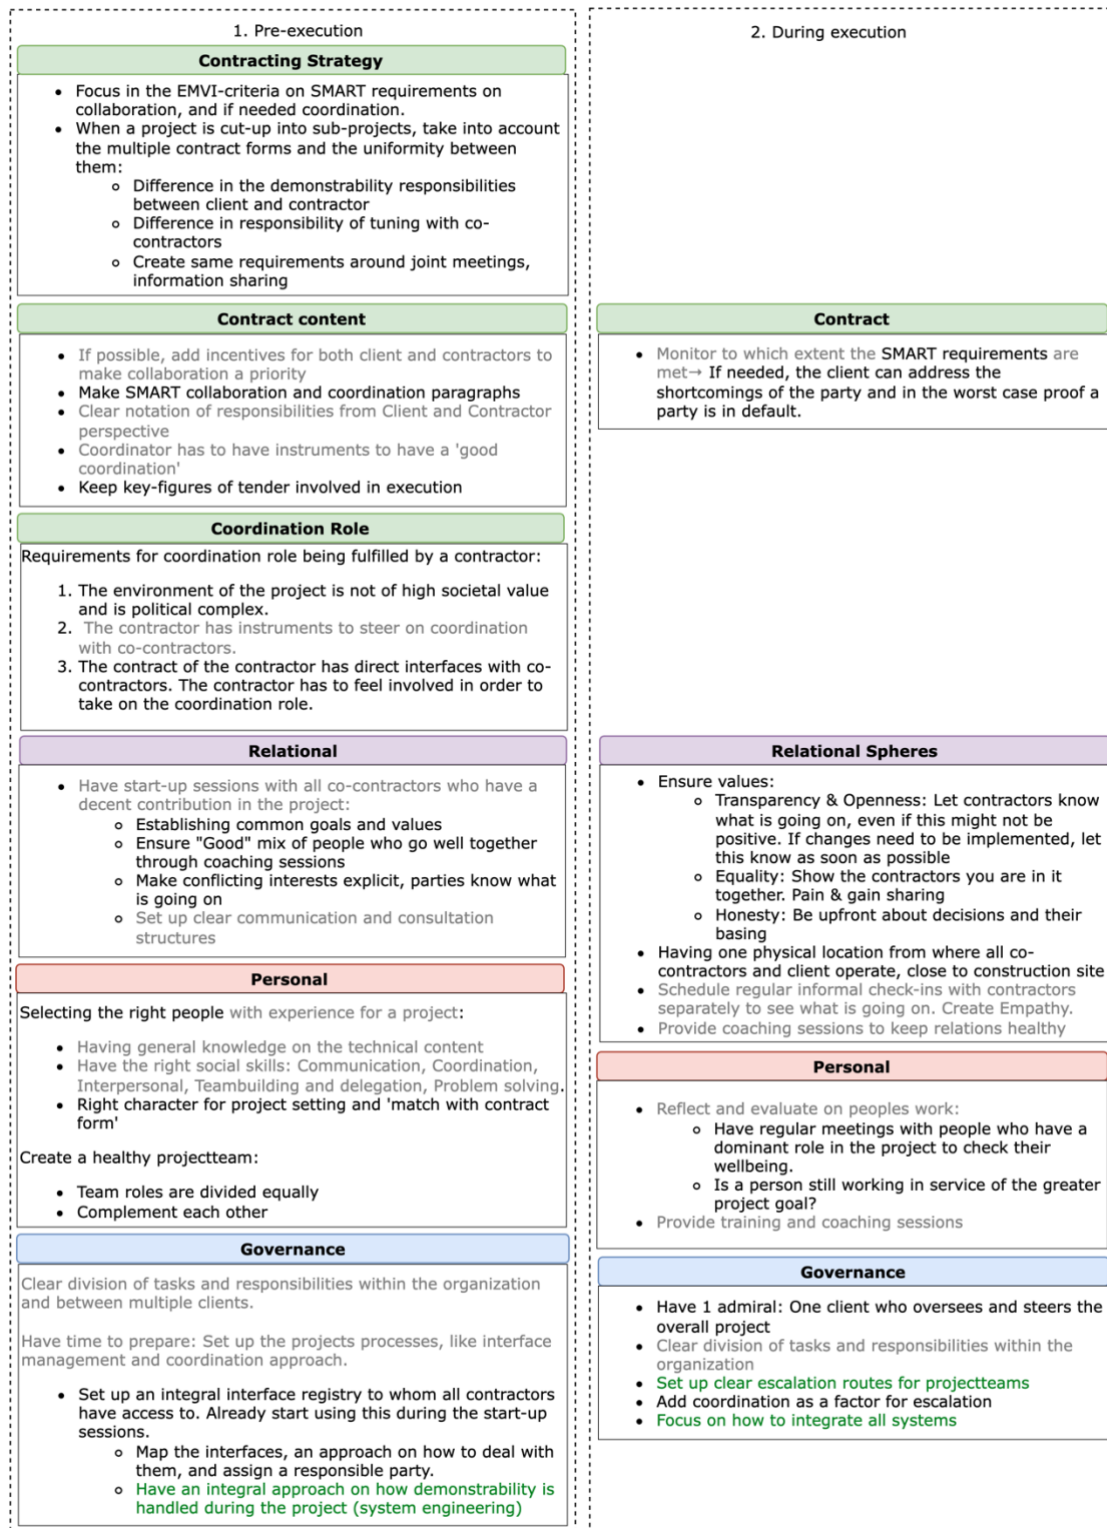 1. Pre-execution
Contracting Strategy
• Focus in the EMVI-criteria on SMART requirements on
collaboration, and if needed coordination.
• When a project is cut-up into sub-projects, take into account
the multiple contract forms and the uniformity between
them:
○ Difference in the demonstrability responsibilities
between client and contractor
○ Difference in responsibility of tuning with co-
contractors
○ Create same requirements around joint meetings,
information sharing
Contract content
• If possible, add incentives for both client and contractors to
make collaboration a priority
• Make SMART collaboration and coordination paragraphs
• Clear notation of responsibilities from Client and Contractor
perspective
• Coordinator has to have instruments to have a 'good
coordination'
• Keep key-figures of tender involved in execution
Coordination Role
Requirements for coordination role being fulfilled by a contractor:
1. The environment of the project is not of high societal value
and is political complex.
2. The contractor has instruments to steer on coordination
with co-contractors.
3. The contract of the contractor has direct interfaces with co-
contractors. The contractor has to feel involved in order to
take on the coordination role.
Relational
• Have start-up sessions with all co-contractors who have a
decent contribution in the project:
○ Establishing common goals and values
○ Ensure "Good" mix of people who go well together
through coaching sessions
○ Make conflicting interests explicit, parties know what
is going on
○ Set up clear communication and consultation
structures
Personal
Selecting the right people with experience for a project:
• Having general knowledge on the technical content
• Have the right social skills: Communication, Coordination,
Interpersonal, Teambuilding and delegation, Problem solving.
• Right character for project setting and 'match with contract
form'
Create a healthy projectteam:
• Team roles are divided equally
• Complement each other
Governance
Clear division of tasks and responsibilities within the organization
and between multiple clients.
Have time to prepare: Set up the projects processes, like interface
management and coordination approach.
• Set up an integral interface registry to whom all contractors
have access to. Already start using this during the start-up
sessions.
○ Map the interfaces, an approach on how to deal with
them, and assign a responsible party.
○ Have an integral approach on how demonstrability is
handled during the project (system engineering)
2. During execution
Contract
• Monitor to which extent the SMART requirements are
met→ If needed, the client can address the
shortcomings of the party and in the worst case proof a
party is in default.
Relational Spheres
• Ensure values:
○ Transparency & Openness: Let contractors know
what is going on, even if this might not be
positive. If changes need to be implemented, let
this know as soon as possible
○ Equality: Show the contractors you are in it
together. Pain & gain sharing
○ Honesty: Be upfront about decisions and their
basing
• Having one physical location from where all co-
contractors and client operate, close to construction site
• Schedule regular informal check-ins with contractors
separately to see what is going on. Create Empathy.
• Provide coaching sessions to keep relations healthy
Personal
• Reflect and evaluate on peoples work:
○ Have regular meetings with people who have a
dominant role in the project to check their
wellbeing.
○ Is a person still working in service of the greater
project goal?
• Provide training and coaching sessions
Governance
• Have 1 admiral: One client who oversees and steers the
overall project
• Clear division of tasks and responsibilities within the
organization
• Set up clear escalation routes for projectteams
• Add coordination as a factor for escalation
• Focus on how to integrate all systems